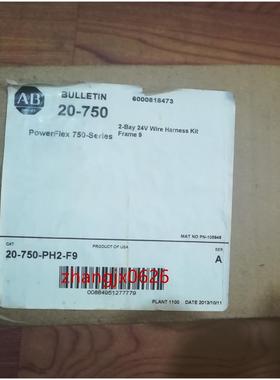 AB
BULLETIN
6000818473
20-750
2-Bay 24V Wire Harness Kit
PowerFlex 750-Series
Frame 9
MAT NO PN-108948
CAT
PRODUCT OF USA
SER
20-750-PH2-F9
A
zhangjx0626
00884951277779
PLANT 1100
DATE 2013/10/11